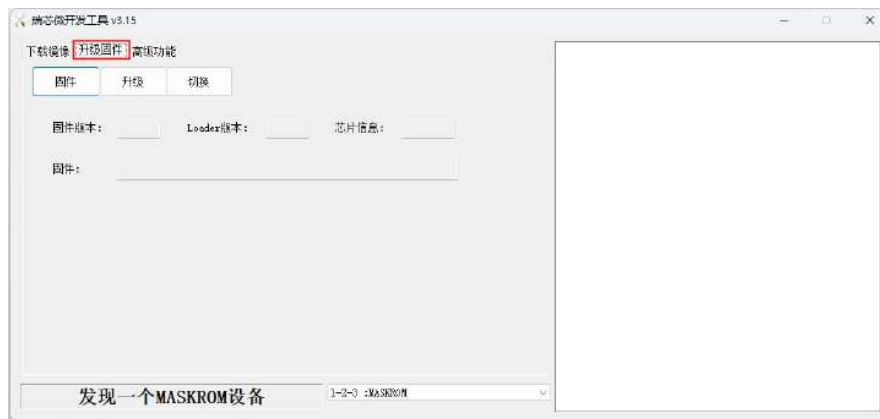 瑞芯微开发工具 v3.15
下载镜像 升级固件 高级功能
固件 升级 切换
固件版本： Loader版本： 芯片信息：
固件：
发现一个MASKROM设备 1-2-3 :MASKROM